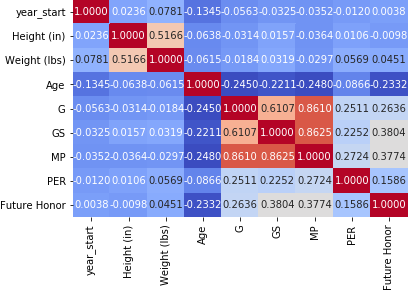 year_start 1.0000 0.0236 0.0781 -0.1345 -0.0563 -0.0325 -0.0352 -0.0120 0.0038
Height (in) 0.0236 1.0000 0.5166 -0.0638 -0.0314 0.0157 -0.0364 0.0106 -0.0098
Weight (lbs) 0.0781 0.5166 1.0000 -0.0615 -0.0184 0.0319 -0.0297 0.0569 0.0451
Age -0.1345 -0.0638 -0.0615 1.0000 -0.2450 -0.2211 -0.2480 -0.0866 -0.2332
G -0.0563 -0.0314 -0.0184 -0.2450 1.0000 0.6107 0.8610 0.2511 0.2636
GS -0.0325 0.0157 0.0319 -0.2211 0.6107 1.0000 0.8625 0.2252 0.3804
MP -0.0352 -0.0364 -0.0297 -0.2480 0.8610 0.8625 1.0000 0.2724 0.3774
PER -0.0120 0.0106 0.0569 -0.0866 0.2511 0.2252 0.2724 1.0000 0.1586
Future Honor 0.0038 -0.0098 0.0451 -0.2332 0.2636 0.3804 0.3774 0.1586 1.0000
year_start
Height (in)
Weight (lbs)
Age
G
GS
MP
PER
Future Honor